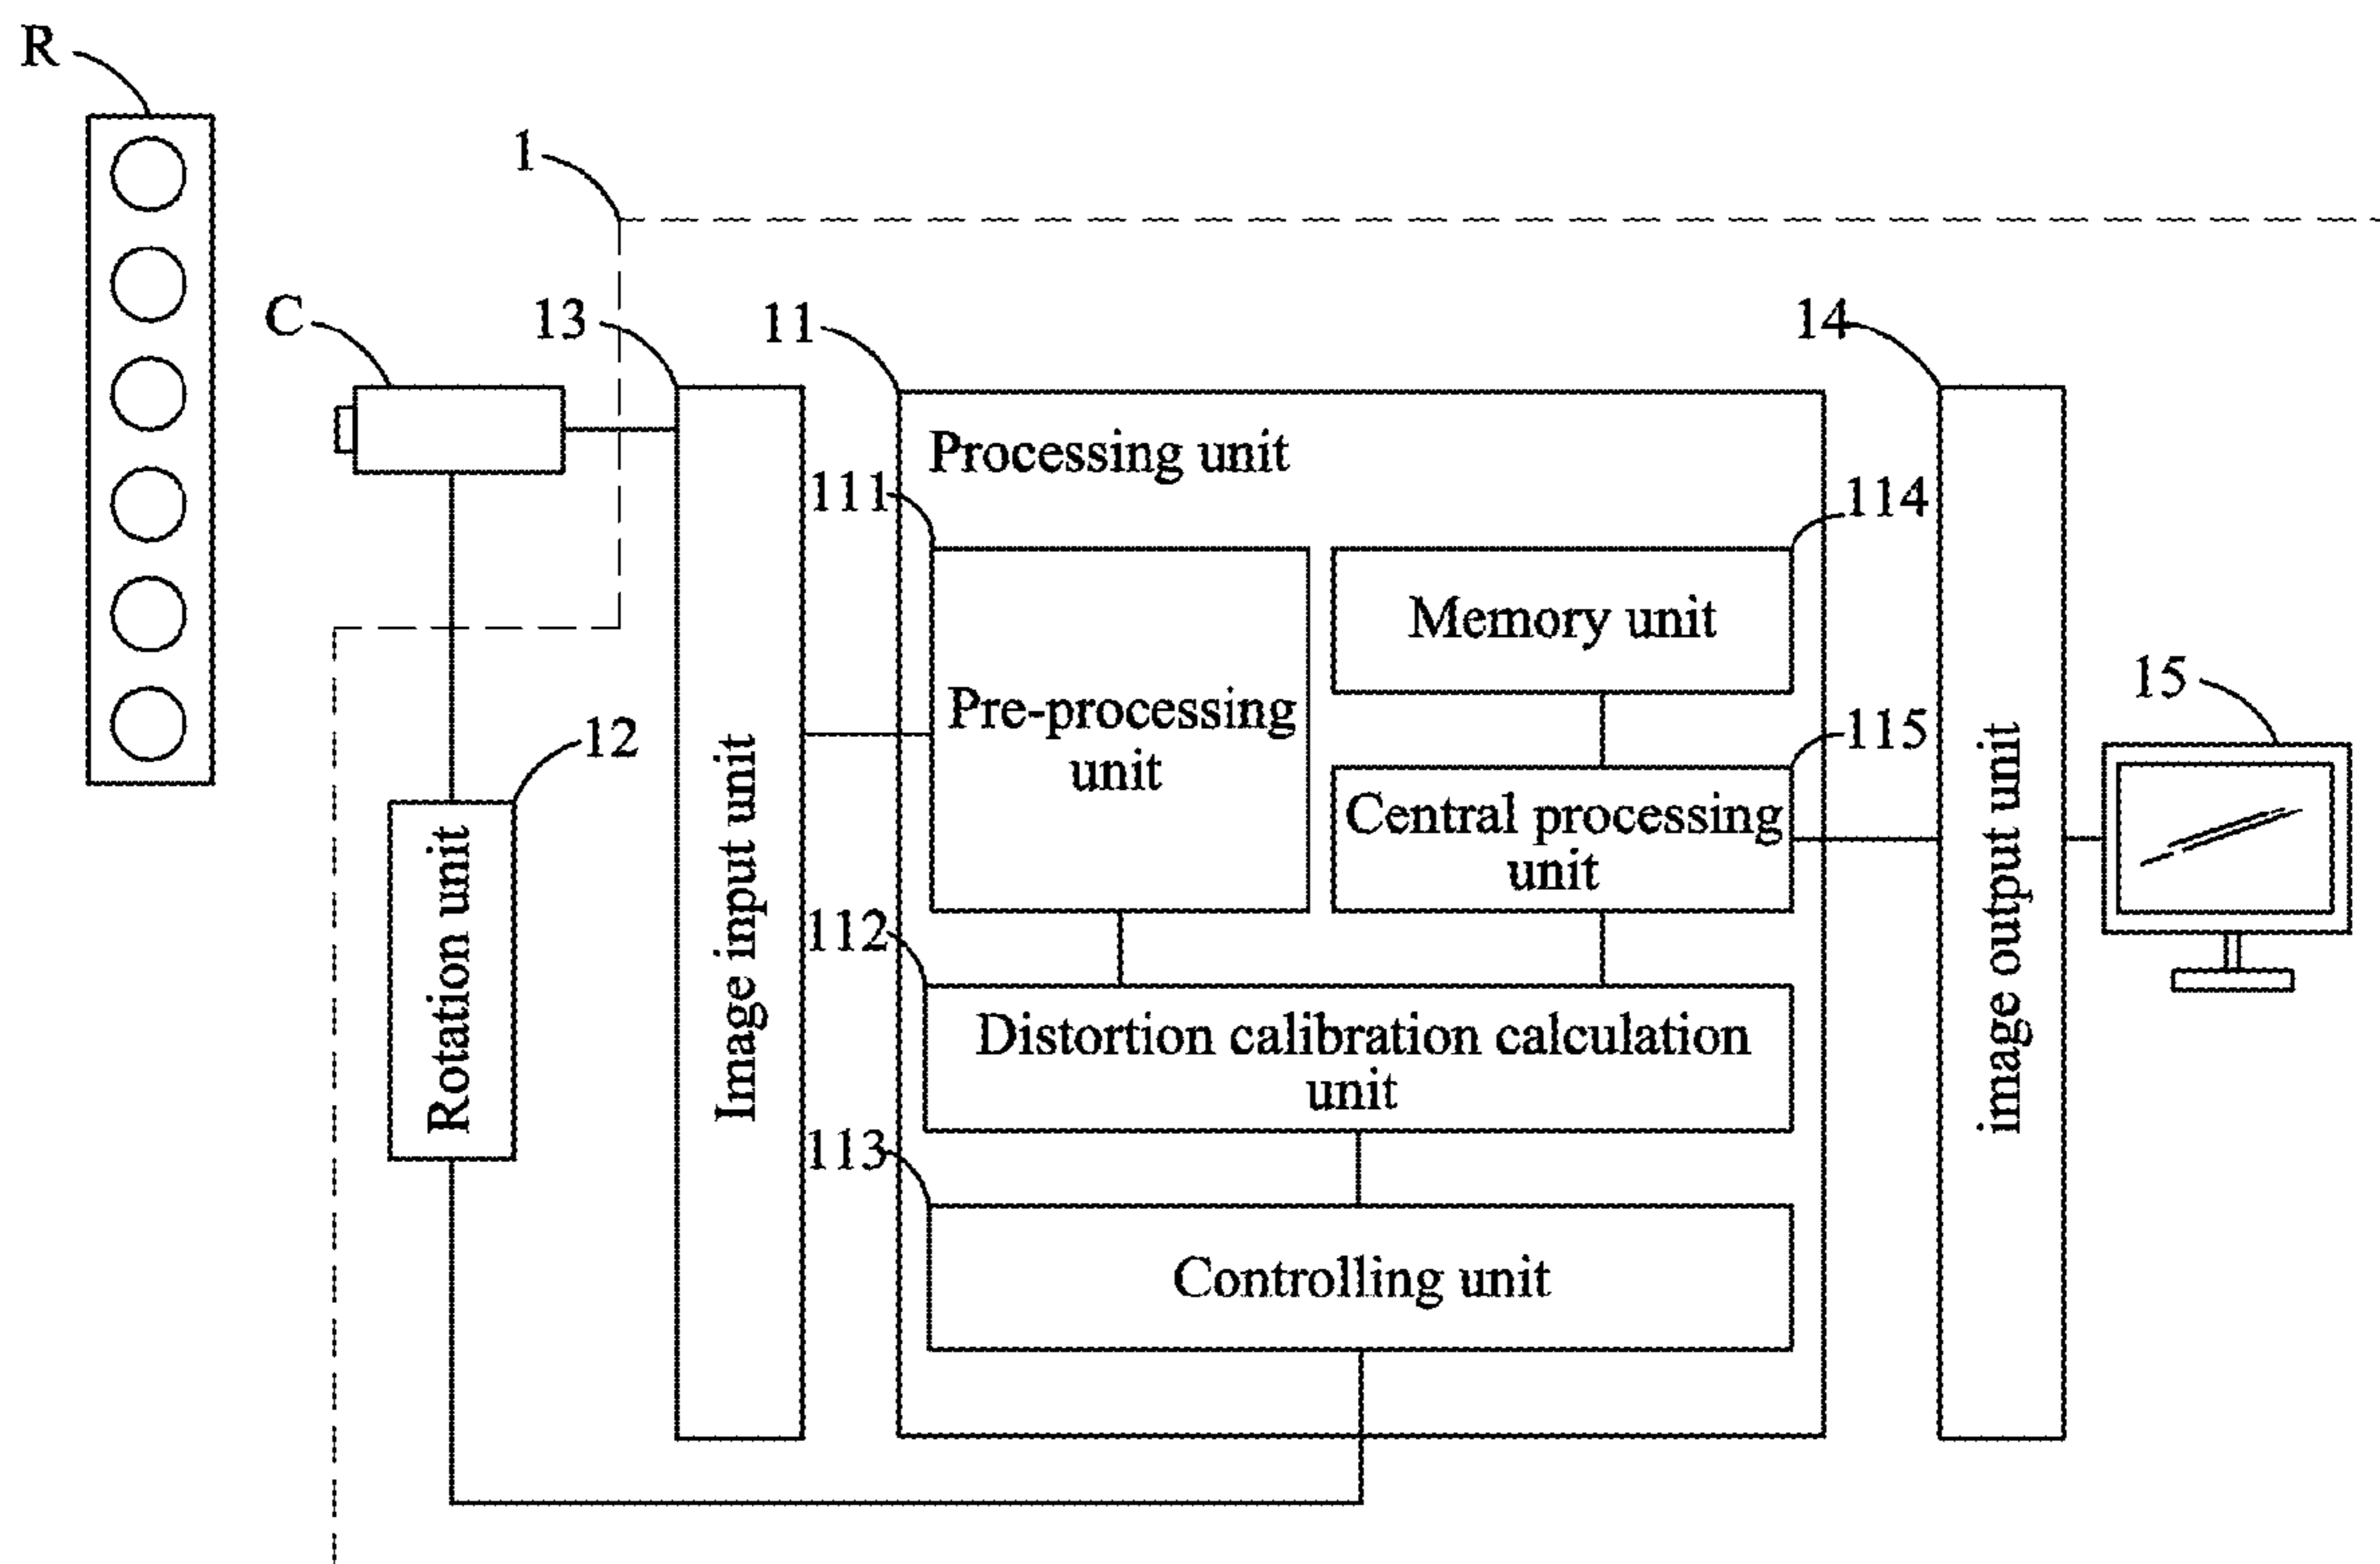 R
1
C
13
11
14
Processing unit
111
114
Memory unit
Pre-processing
unit
15
12
115
Central processing
unit
Rotation unit
Image input unit
image output unit
112
Distortion calibration calculation
unit
113
Controlling unit